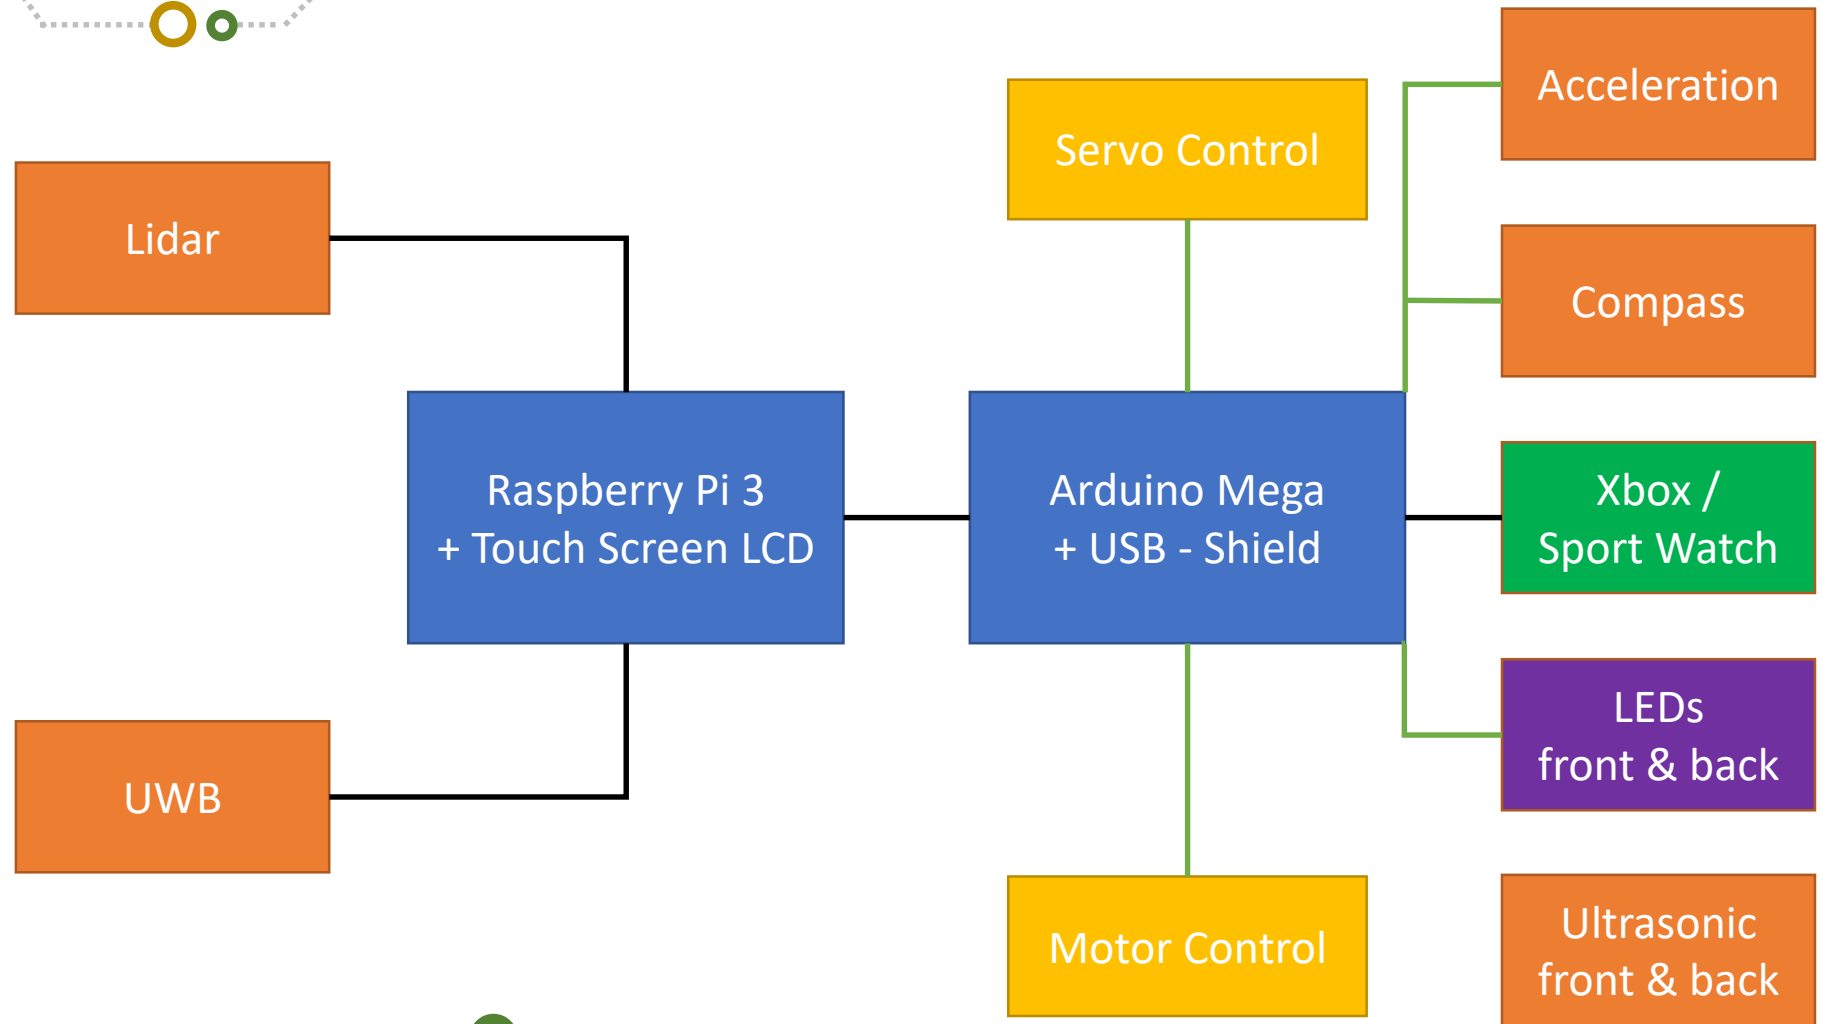 Acceleration
Servo Control
Lidar
Compass
Raspberry Pi 3
+ Touch Screen LCD
Arduino Mega
+ USB - Shield
Xbox /
Sport Watch
LEDs
front & back
UWB
Motor Control
Ultrasonic
front & back